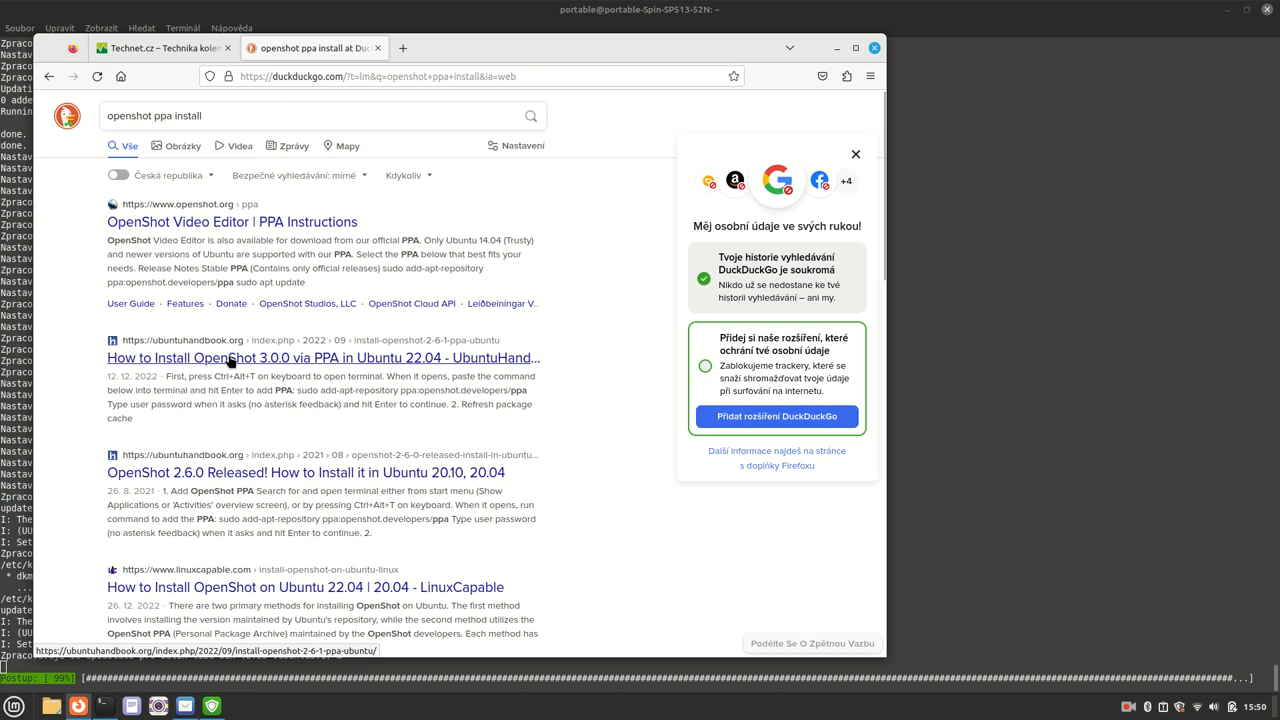 portable@portable-Spin-SP513-52N: ~
Soubor Upravit Zobrazit Hledat Terminál Nápověda
Technet.cz – Technika kolem
openshot ppa install at Duc
https://duckduckgo.com/?t=lm&q=openshot+ppa+install&ia=web
openshot ppa install
Vše Obrázky Videa Zprávy Mapy Nastavení
Česká republika Bezpečné vyhledávání: mírné Kdykoliv
https://www.openshot.org › ppa
OpenShot Video Editor | PPA Instructions
OpenShot Video Editor is also available for download from our official PPA. Only Ubuntu 14.04 (Trusty)
and newer versions of Ubuntu are supported with our PPA. Select the PPA below that best fits your
needs. Release Notes Stable PPA (Contains only official releases) sudo add-apt-repository
ppa:openshot.developers/ppa sudo apt update
User Guide · Features · Donate · OpenShot Studios, LLC · OpenShot Cloud API · Leiðbeiningar V..
https://ubuntuhandbook.org › index.php › 2022 › 09 › install-openshot-2-6-1-ppa-ubuntu
How to Install OpenShot 3.0.0 via PPA in Ubuntu 22.04 - UbuntuHand...
12. 12. 2022 · First, press Ctrl+Alt+T on keyboard to open terminal. When it opens, paste the command
below into terminal and hit Enter to add PPA: sudo add-apt-repository ppa:openshot.developers/ppa
Type user password when it asks (no asterisk feedback) and hit Enter to continue. 2. Refresh package
cache
https://ubuntuhandbook.org › index.php › 2021 › 08 › openshot-2-6-0-released-install-in-ubuntu...
OpenShot 2.6.0 Released! How to Install it in Ubuntu 20.10, 20.04
26. 8. 2021 · 1. Add OpenShot PPA Search for and open terminal either from start menu (Show
Applications or 'Activities' overview screen), or by pressing Ctrl+Alt+T on keyboard. When it opens, run
command to add the PPA: sudo add-apt-repository ppa:openshot.developers/ppa Type user password
(no asterisk feedback) when it asks and hit Enter to continue. 2.
https://www.linuxcapable.com › install-openshot-on-ubuntu-linux
How to Install OpenShot on Ubuntu 22.04 | 20.04 - LinuxCapable
26. 12. 2022 · There are two primary methods for installing OpenShot on Ubuntu. The first method
involves installing the version maintained by Ubuntu's repository, while the second method utilizes the
OpenShot PPA (Personal Package Archive) maintained by the OpenShot developers. Each method has
https://ubuntuhandbook.org/index.php/2022/09/install-openshot-2-6-1-ppa-ubuntu/
+4
Měj osobní údaje ve svých rukou!
Tvoje historie vyhledávání
DuckDuckGo je soukromá
Nikdo už se nedostane ke tvé
historii vyhledávání – ani my.
Přidej si naše rozšíření, které
ochrání tvé osobní údaje
Zablokujeme trackery, které se
snaží shromažďovat tvoje údaje
při surfování na internetu.
Přidat rozšíření DuckDuckGo
Další informace najdeš na stránce
s doplňky Firefoxu
Podělte Se O Zpětnou Vazbu
Postup: [ 99%]
15:50